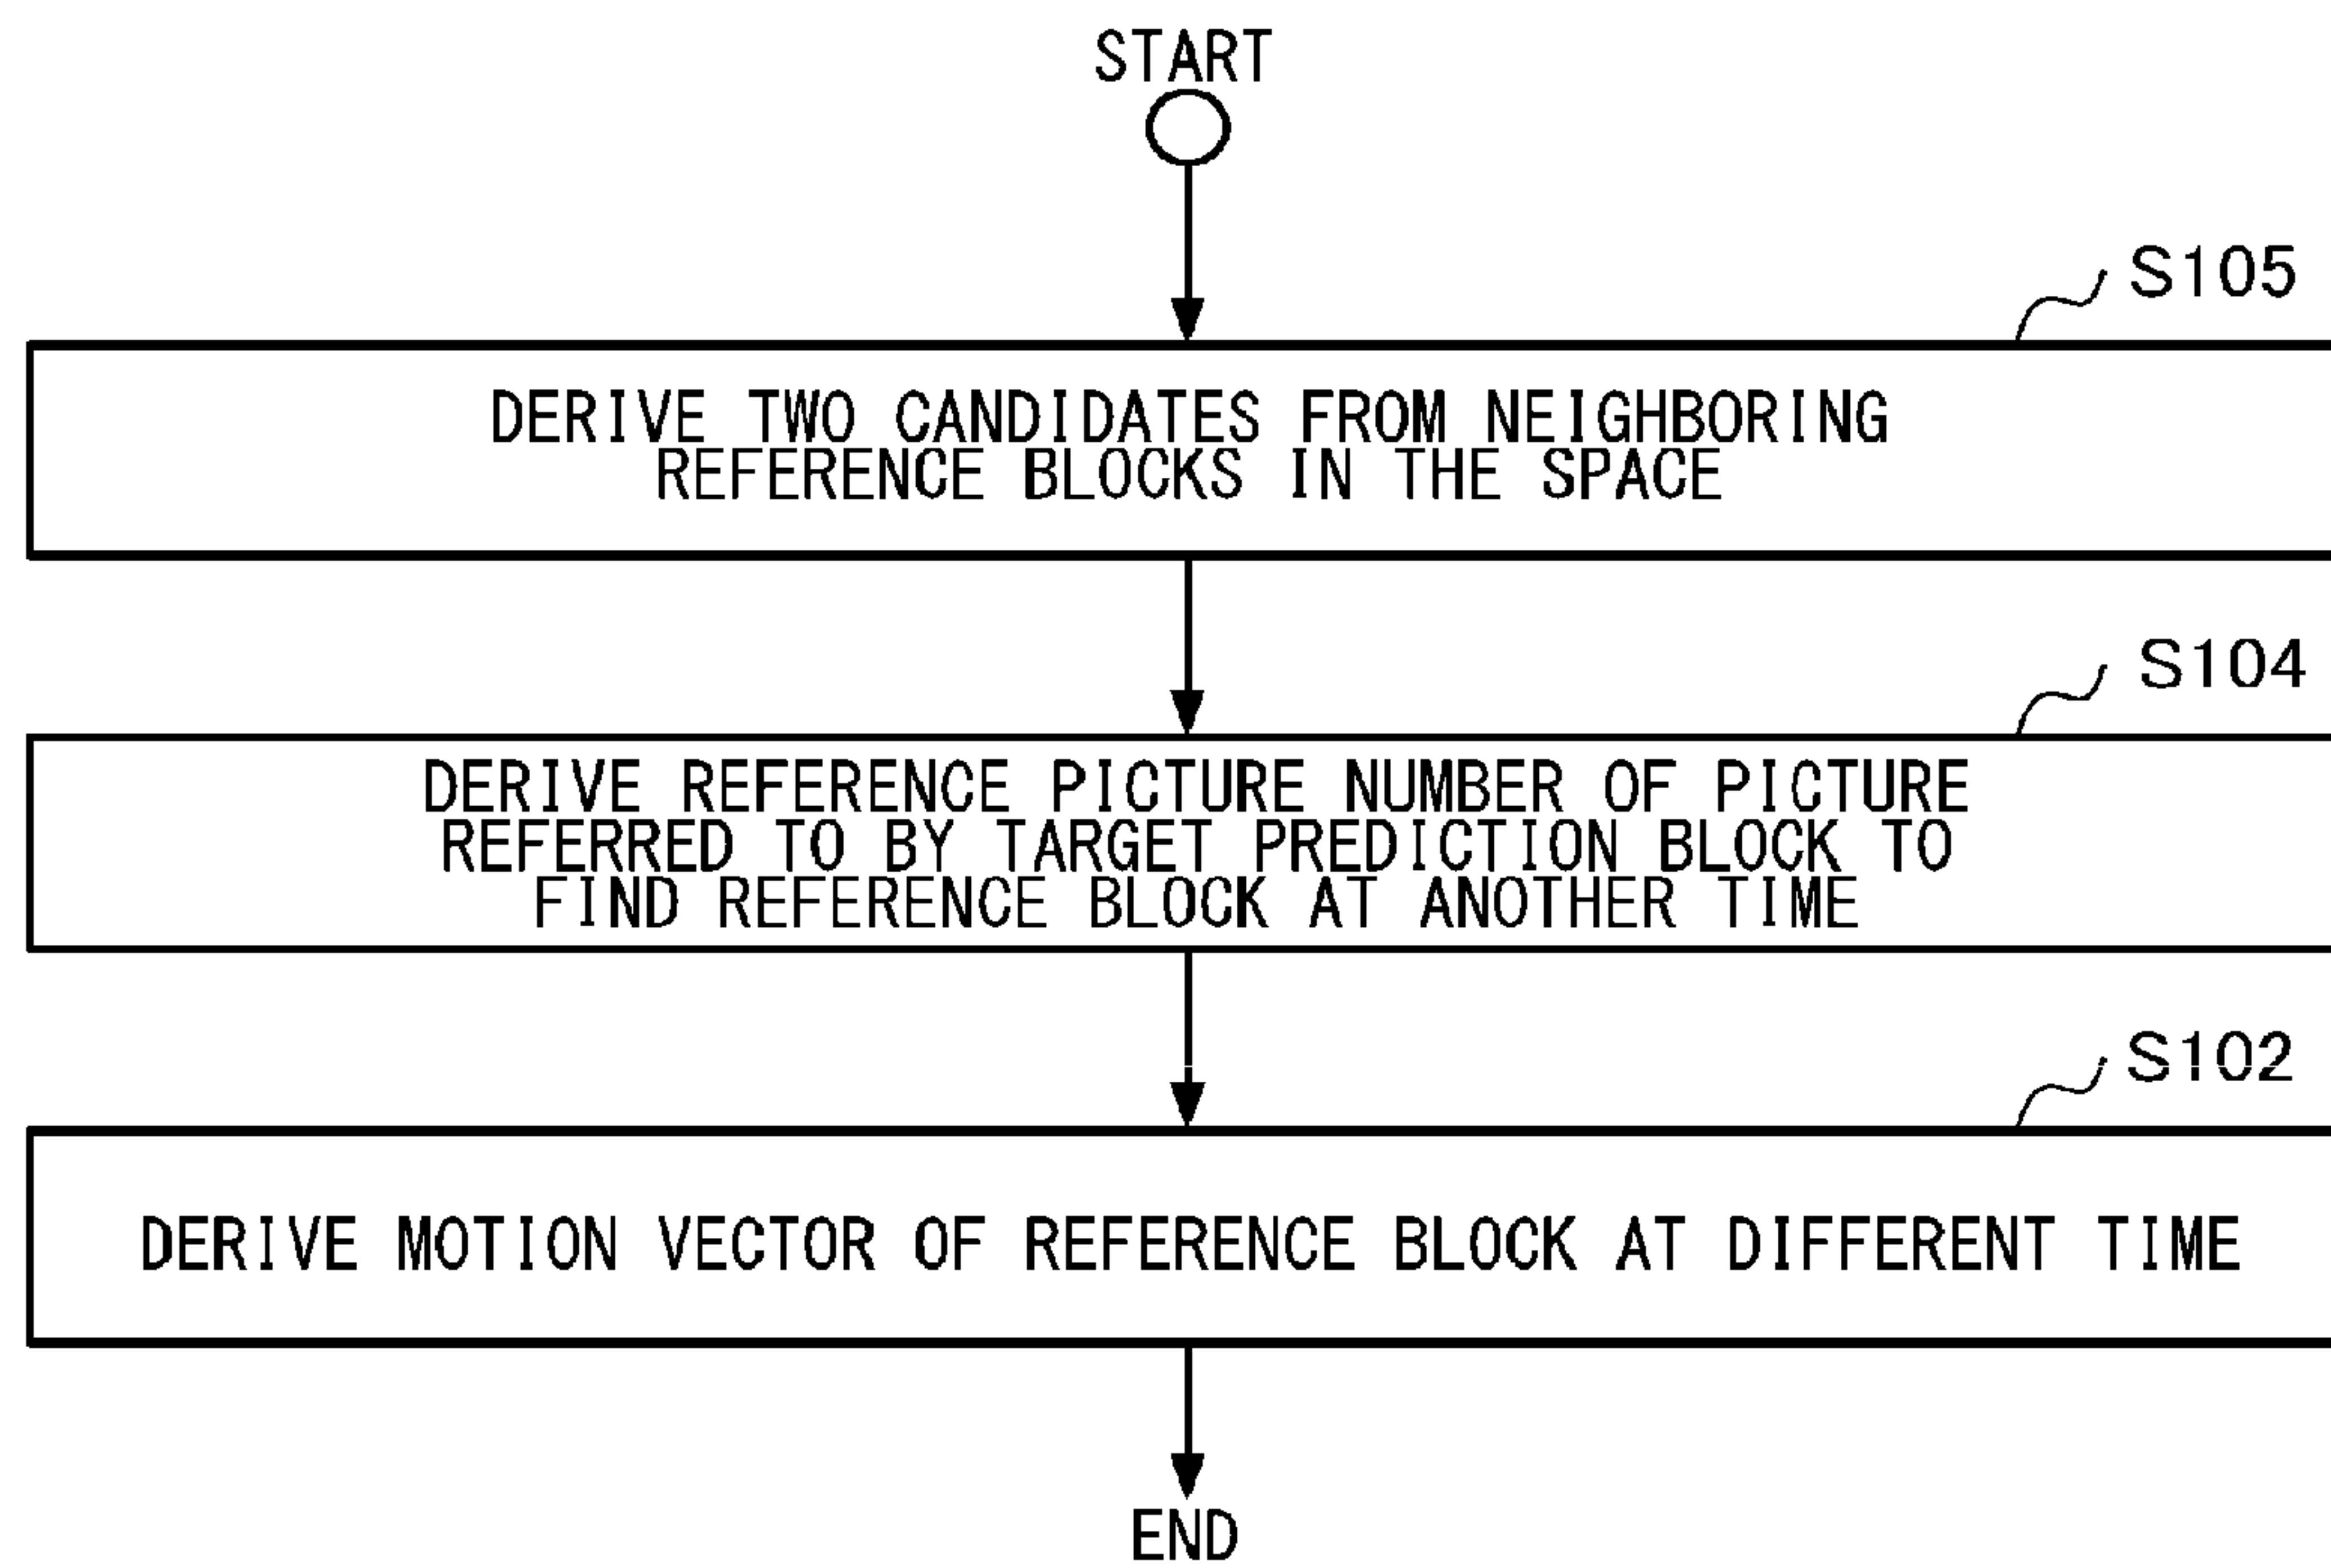 START
S105
DERIVE TWO CANDIDATES FROM NEIGHBORING
REFERENCE BLOCKS IN THE SPACE
S104
DERIVE REFERENCE PICTURE NUMBER OF PICTURE
REFERRED TO BY TARGET PREDICTION BLOCK TO
FIND REFERENCE BLOCK AT ANOTHER TIME
S102
DERIVE MOTION VECTOR OF REFERENCE BLOCK AT DIFFERENT TIME
END